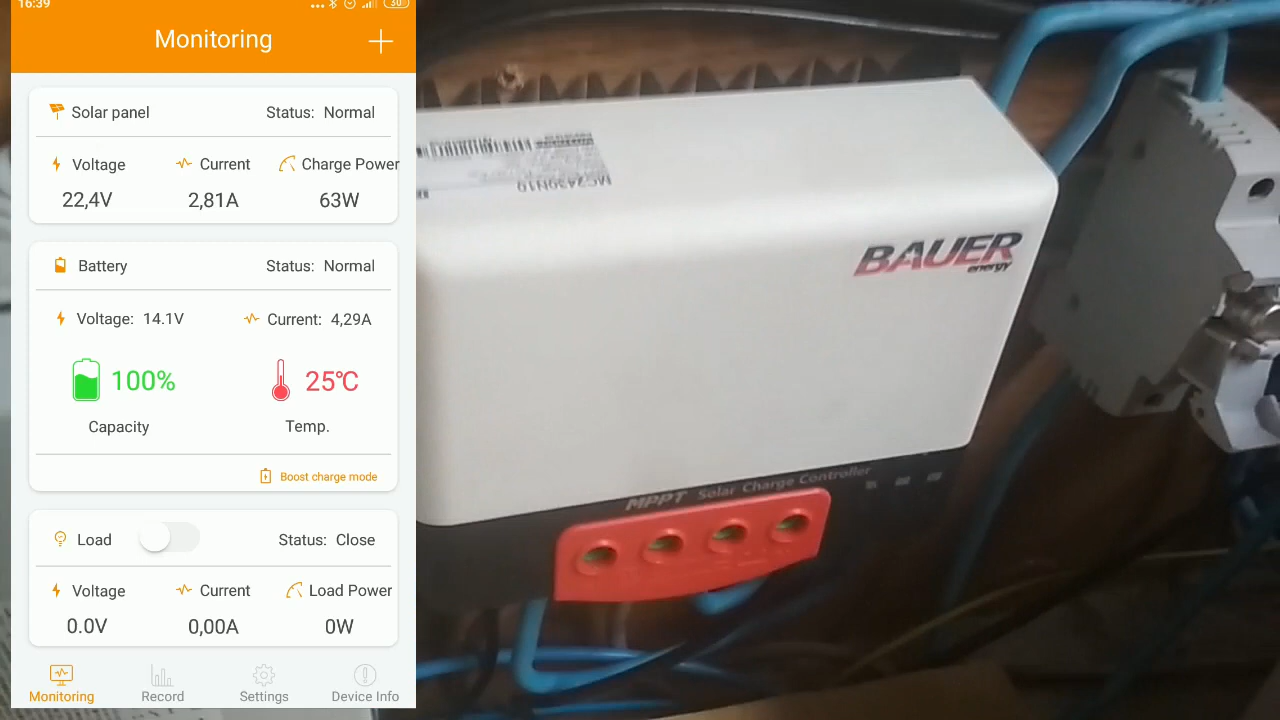 16:39
30
Monitoring
Solar panel Status: Normal
Voltage Current Charge Power
22,4V 2,81A 63W
Battery Status: Normal
Voltage: 14.1V Current: 4,29A
100% 25℃
Capacity Temp.
Boost charge mode
Load Status: Close
Voltage Current Load Power
0.0V 0,00A 0W
Monitoring Record Settings Device Info
MC2430N10
BAUER
energy
MPPT Solar Charge Controller